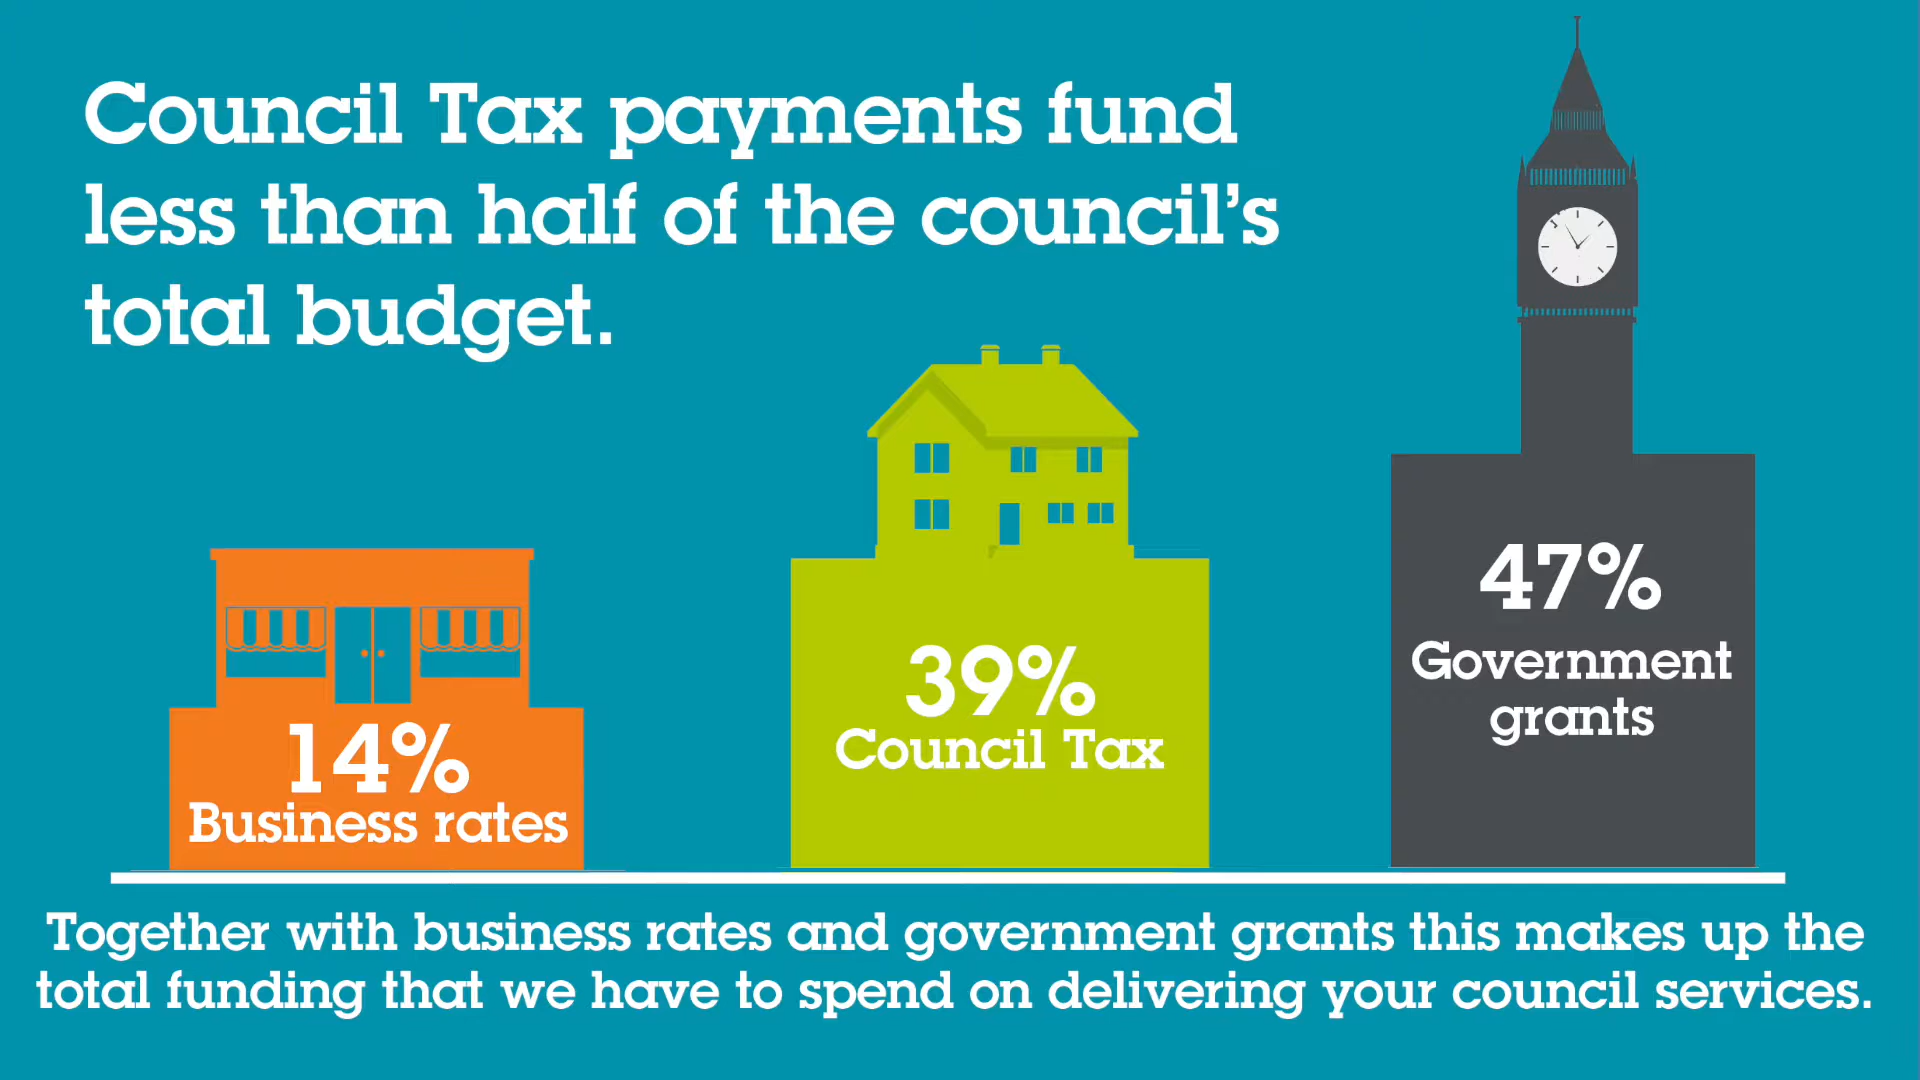 Council Tax payments fund
less than half of the council's
total budget.
14%
Business rates
39%
Council Tax
47%
Government
grants
Together with business rates and government grants this makes up the
total funding that we have to spend on delivering your council services.